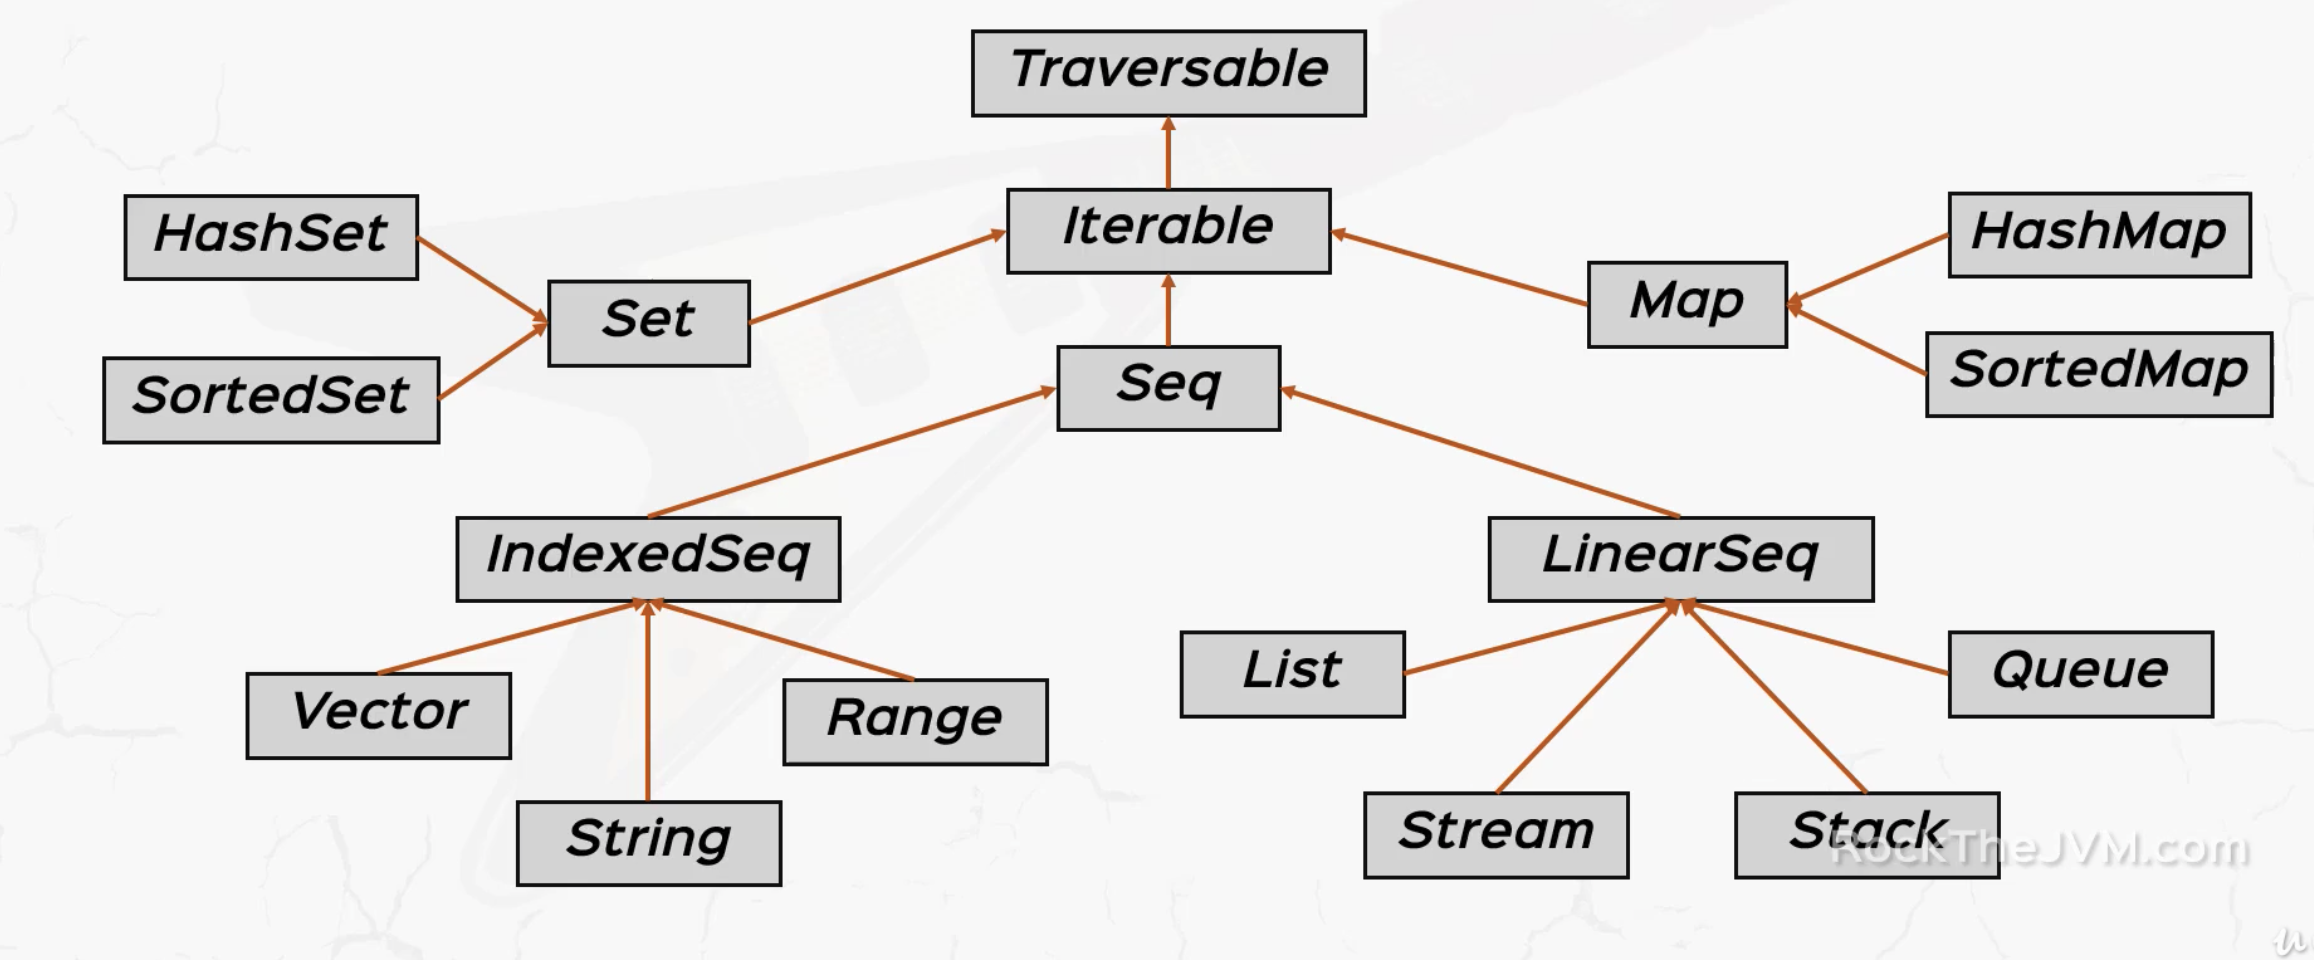 Traversable
Iterable
HashSet
Set
SortedSet
Map
HashMap
SortedMap
Seq
IndexedSeq
LinearSeq
Vector
Range
String
List
Queue
Stream
Stack
RockTheJVM.com
u